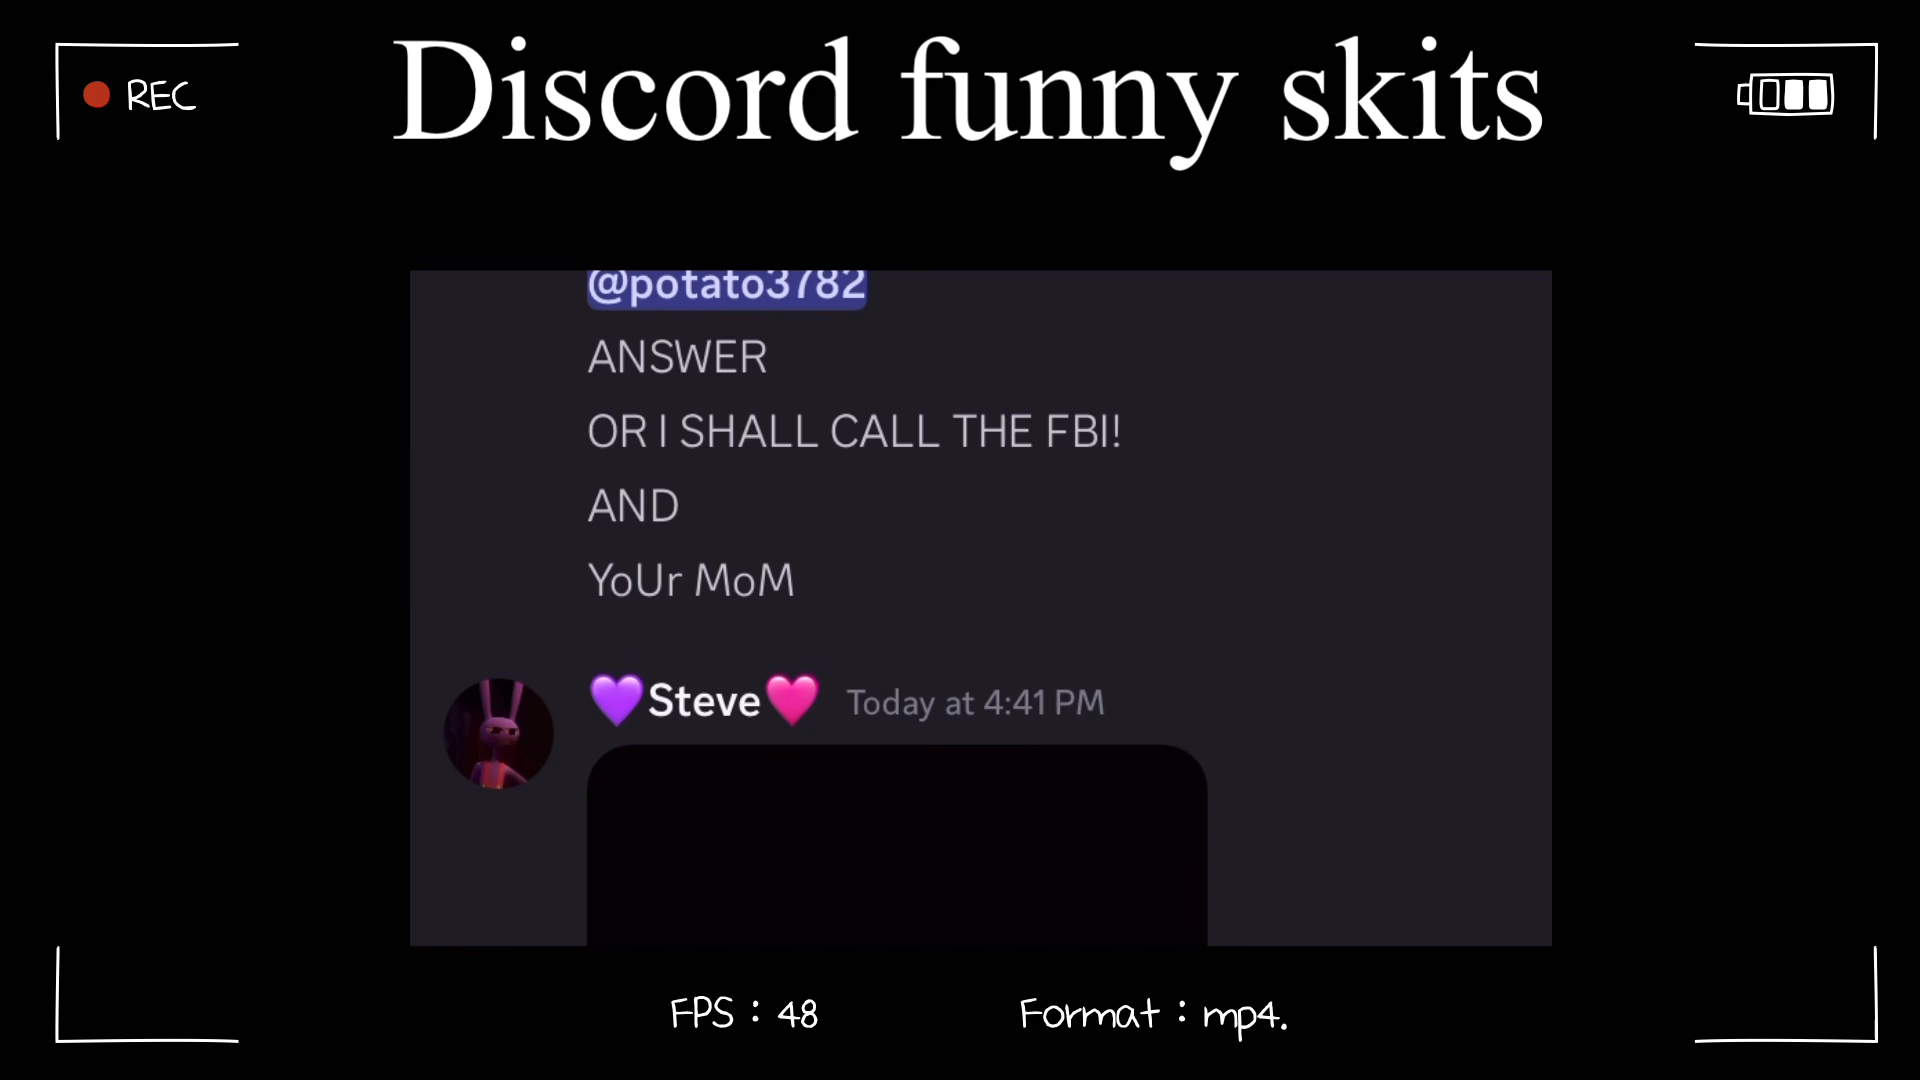 Discord funny skits
REC
@potato3782
ANSWER
OR I SHALL CALL THE FBI!
AND
YoUr MoM
💜Steve🩷 Today at 4:41 PM
FPS : 48
Format : mp4.